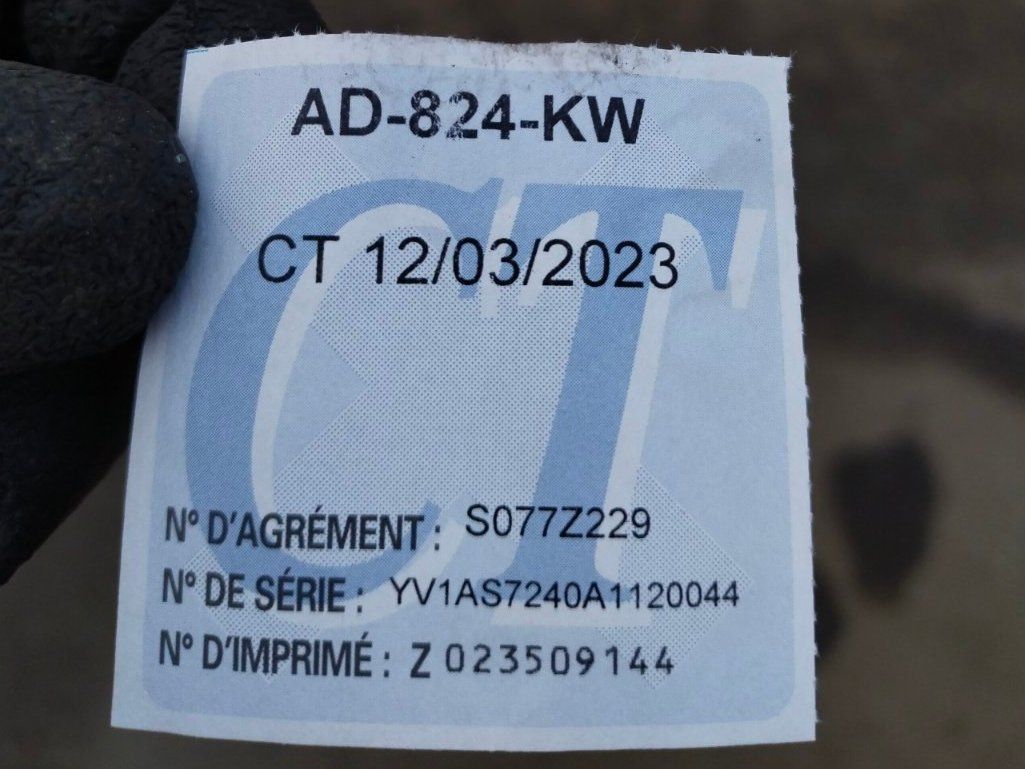 AD-824-KW
CT 12/03/2023
CT
N° D'AGRÉMENT : S077Z229
N° DE SÉRIE : YV1AS7240A1120044
N° D'IMPRIMÉ : Z 023509144